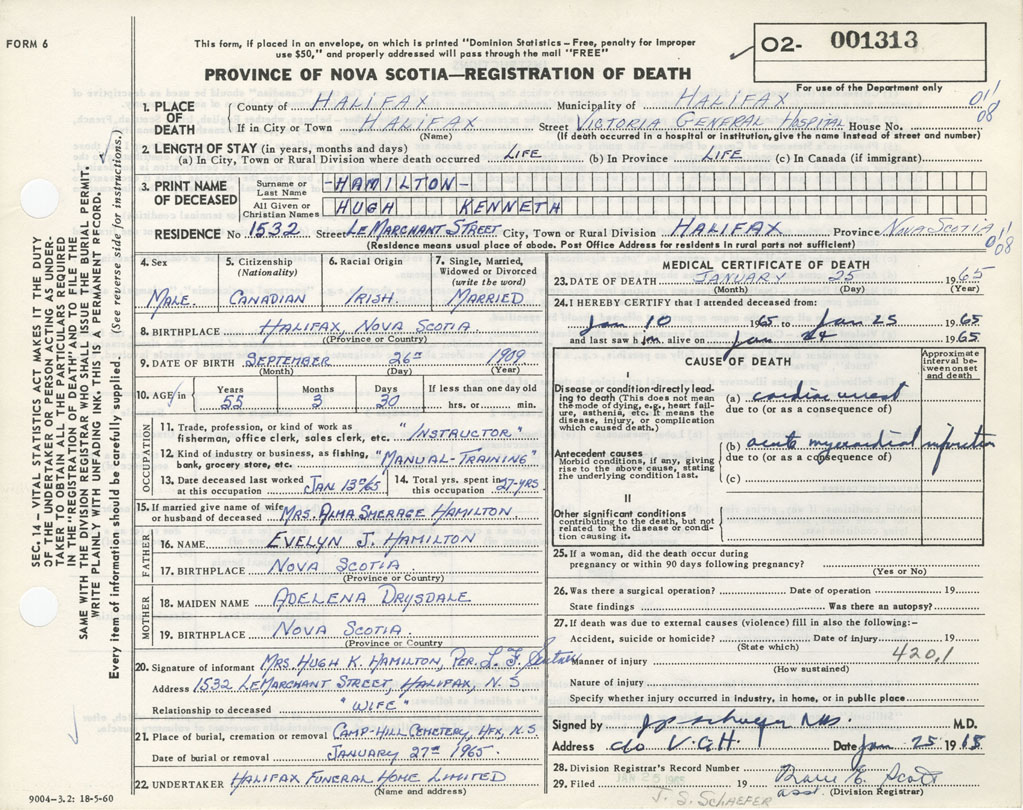 FORM 6
This form, if placed in an envelope, on which is printed "Dominion Statistics – Free, penalty for improper
use $50," and properly addressed will pass through the mail "FREE"
02- 001313
For use of the Department only
PROVINCE OF NOVA SCOTIA—REGISTRATION OF DEATH
1. PLACE OF DEATH
County of HALIFAX Municipality of HALIFAX 011
08
If in City or Town HALIFAX Street VICTORIA GENERAL HOSPITAL House No.
(Name) (If death occurred in a hospital or institution, give the name instead of street and number)
2. LENGTH OF STAY (in years, months and days)
(a) In City, Town or Rural Division where death occurred LIFE (b) In Province LIFE (c) In Canada (if immigrant)
3. PRINT NAME OF DECEASED
Surname or Last Name -HAMILTON-
All Given or Christian Names HUGH KENNETH
RESIDENCE No 1532 Street LE MARCHANT STREET City, Town or Rural Division HALIFAX Province NOVA SCOTIA 011
08
(Residence means usual place of abode. Post Office Address for residents in rural parts not sufficient)
4. Sex MALE
5. Citizenship (Nationality) CANADIAN
6. Racial Origin IRISH
7. Single, Married, Widowed or Divorced (write the word) MARRIED
8. BIRTHPLACE HALIFAX, NOVA SCOTIA
(Province or Country)
9. DATE OF BIRTH SEPTEMBER 26TH 1909
(Month) (Day) (Year)
10. AGE in Years 55 Months 3 Days 30 If less than one day old hrs. or min.
OCCUPATION
11. Trade, profession, or kind of work as fisherman, office clerk, sales clerk, etc. "INSTRUCTOR"
12. Kind of industry or business, as fishing, bank, grocery store, etc. "MANUAL-TRAINING"
13. Date deceased last worked at this occupation JAN 13TH/65
14. Total yrs. spent in this occupation 27-YRS
15. If married give name of wife or husband of deceased MRS. ALMA SMERAGE HAMILTON
FATHER
16. NAME EVELYN J. HAMILTON
17. BIRTHPLACE NOVA SCOTIA
(Province or Country)
MOTHER
18. MAIDEN NAME ADELENA DRYSDALE
19. BIRTHPLACE NOVA SCOTIA
(Province or Country
20. Signature of informant MRS. HUGH K. HAMILTON, PER. L. F.
Address 1532 LEMARCHANT STREET, HALIFAX, N.S
Relationship to deceased "WIFE"
21. Place of burial, cremation or removal CAMP-HILL CEMETERY, HFX, N.S.
Date of burial or removal JANUARY 27TH 1965.
22. UNDERTAKER HALIFAX FUNERAL HOME LIMITED
(Name and address)
9004-3.2: 18-5-60
MEDICAL CERTIFICATE OF DEATH
23. DATE OF DEATH JANUARY 25 1965
(Month) (Day) (Year)
24. I HEREBY CERTIFY that I attended deceased from:
Jan 10 1965 to Jan 25 1965
and last saw him alive on Jan 24 1965
CAUSE OF DEATH
Approximate interval between onset and death
I
Disease or condition directly leading to death (This does not mean the mode of dying, e.g., heart failure, asthenia, etc. It means the disease, injury, or complication which caused death.)
(a) cardiac arrest
due to (or as a consequence of)
Antecedent causes
Morbid conditions, if any, giving rise to the above cause, stating the underlying condition last.
(b) acute myocardial infarction
due to (or as a consequence of)
(c)
II
Other significant conditions
contributing to the death, but not related to the disease or condition causing it.
25. If a woman, did the death occur during
pregnancy or within 90 days following pregnancy?
(Yes or No)
26. Was there a surgical operation? Date of operation 19
State findings Was there an autopsy?
27. If death was due to external causes (violence) fill in also the following:–
Accident, suicide or homicide? Date of injury 19
(State which)
420.1
Manner of injury
(How sustained)
Nature of injury
Specify whether injury occurred in industry, in home, or in public place
Signed by M.D.
Address c/o V.G.H. Date Jan 25 19
28. Division Registrar's Record Number
29. Filed 19 Scott
asst. (Division Registrar)
J. S. SCHAEFER
SEC. 14 – VITAL STATISTICS ACT MAKES IT THE DUTY
OF THE UNDERTAKER OR PERSON ACTING AS UNDER-
TAKER TO OBTAIN ALL THE PARTICULARS REQUIRED
IN THE "REGISTRATION OF DEATH" AND FILE THE
SAME WITH THE DIVISION REGISTRAR WHO SHALL ISSUE THE BURIAL PERMIT.
WRITE PLAINLY WITH UNFADING INK. THIS IS A PERMANENT RECORD.
Every item of information should be carefully supplied. (See reverse side for instructions.)